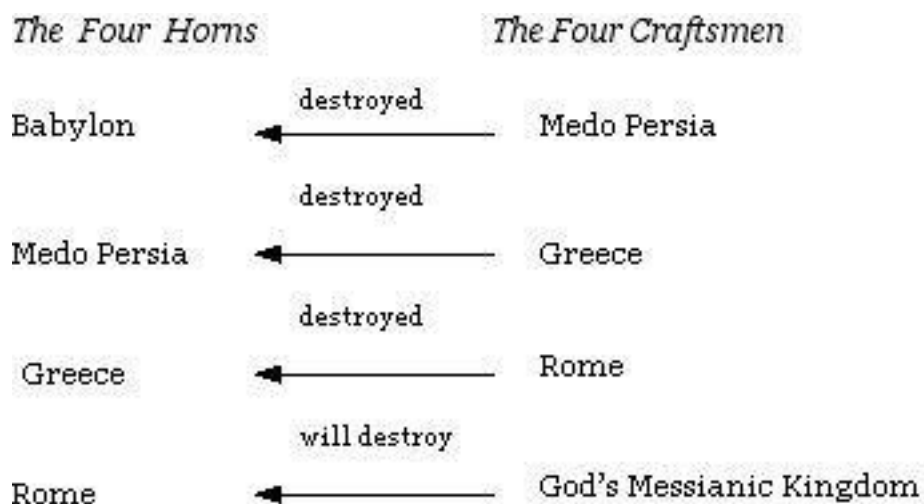 The Four Horns The Four Craftsmen
destroyed
Babylon Medo Persia
destroyed
Medo Persia Greece
destroyed
Greece Rome
will destroy
Rome God's Messianic Kingdom